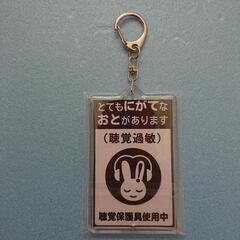 とてもにがてな
おとがあります
（聴覚過敏）
聴覚保護具使用中